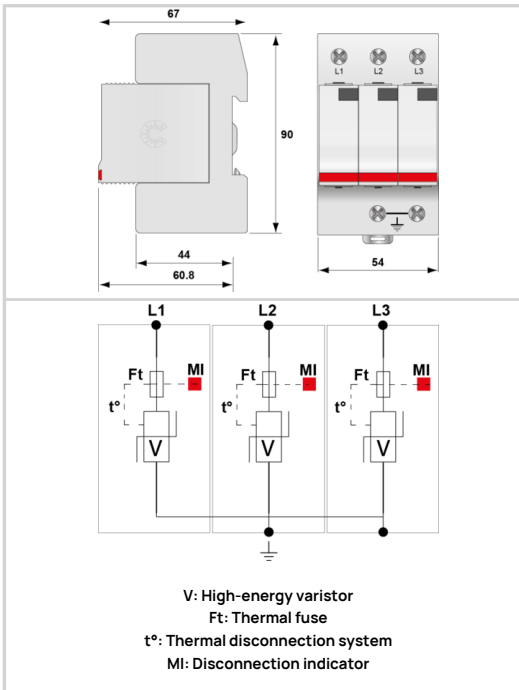 67
L1 L2 L3
90
44
60.8
54
L1 L2 L3
Ft MI Ft MI Ft MI
t° t° t°
V V V
V: High-energy varistor
Ft: Thermal fuse
t°: Thermal disconnection system
MI: Disconnection indicator